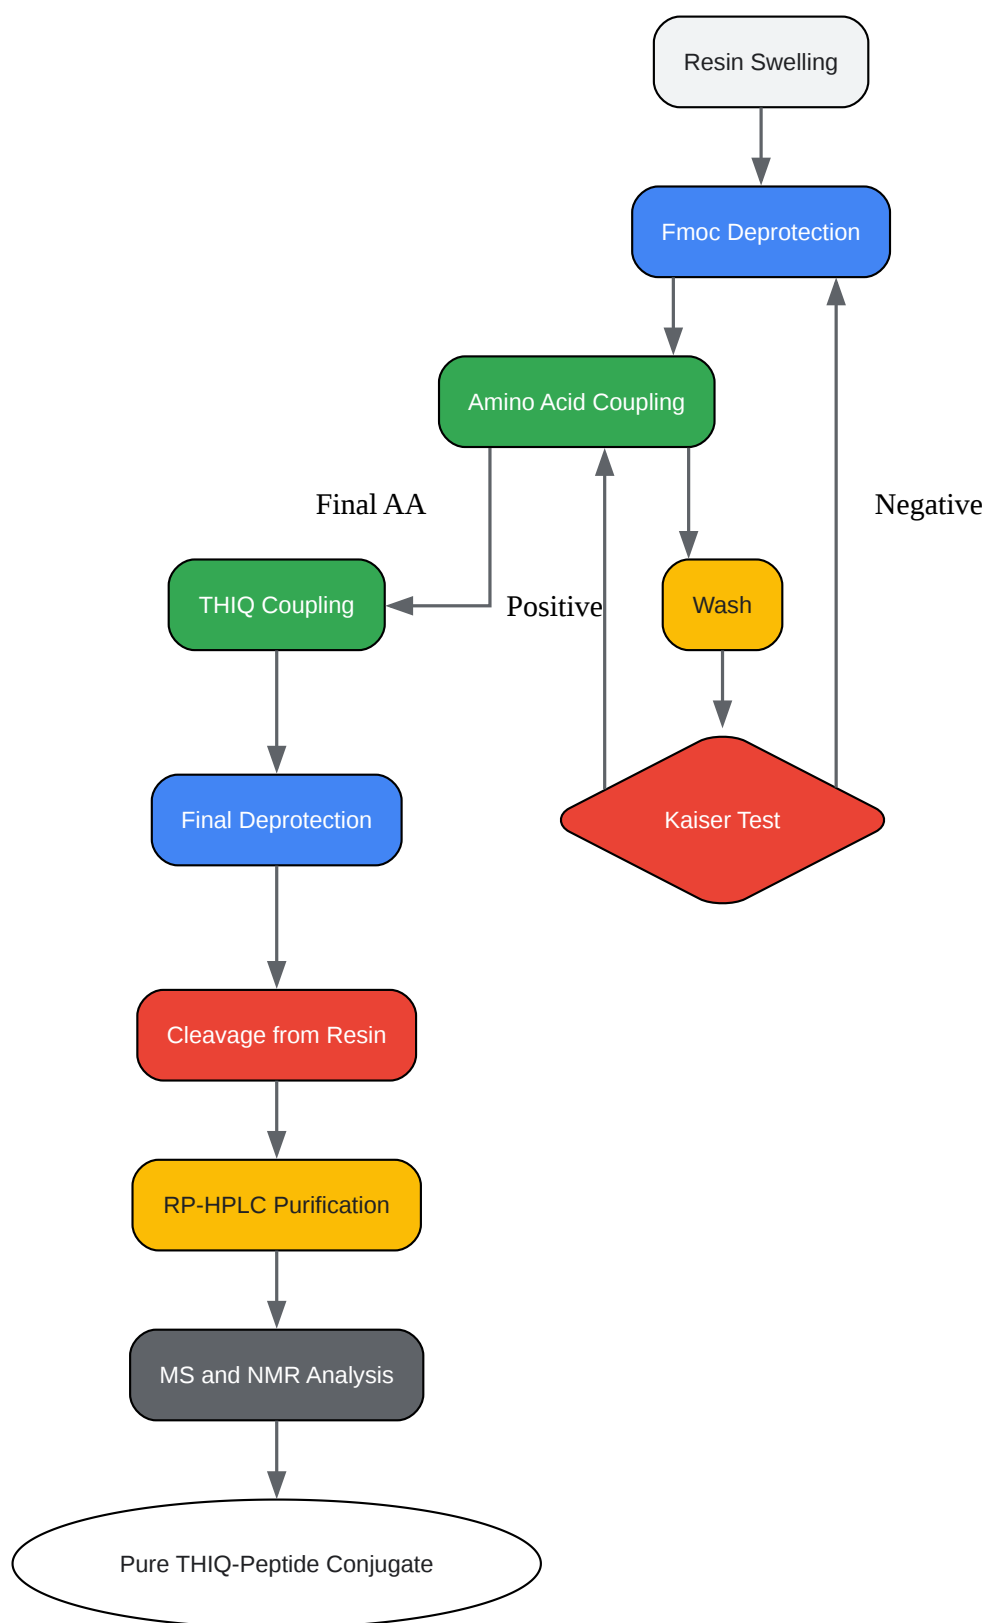 Resin Swelling
Fmoc Deprotection
Amino Acid Coupling
Final AA
Negative
THIQ Coupling
Positive
Wash
Final Deprotection
Kaiser Test
Cleavage from Resin
RP-HPLC Purification
MS and NMR Analysis
Pure THIQ-Peptide Conjugate